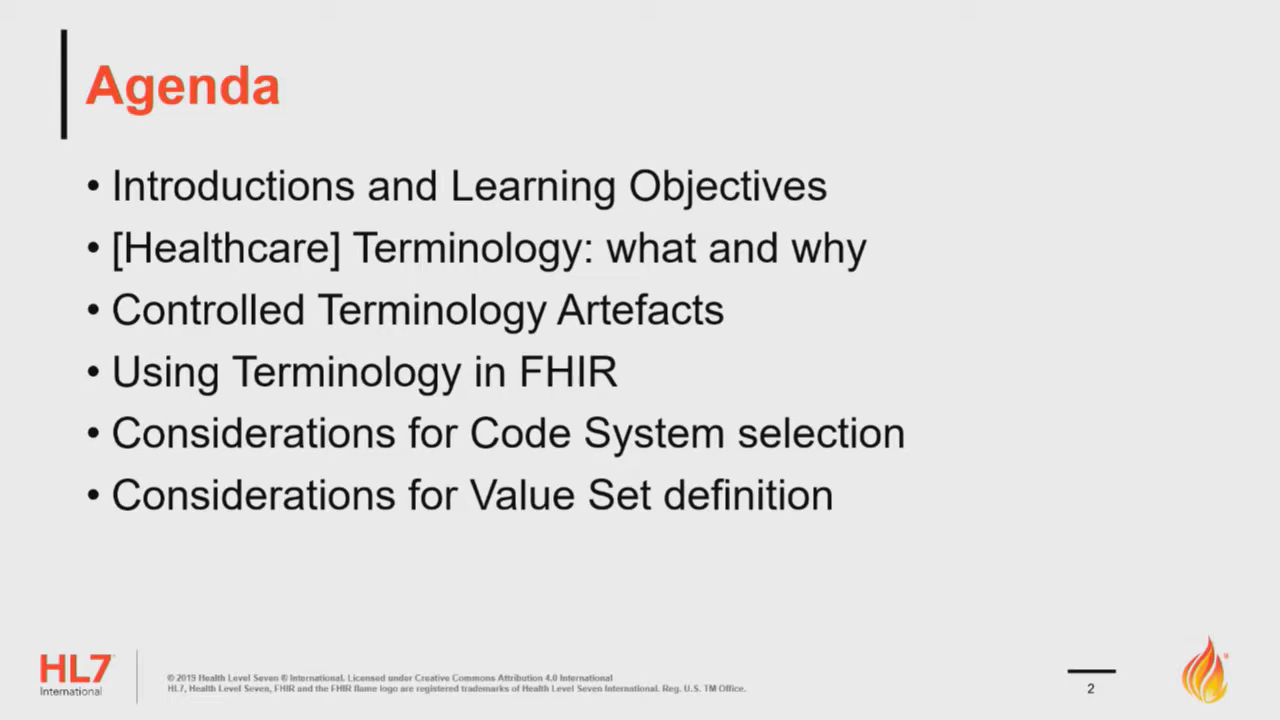 Agenda
• Introductions and Learning Objectives
• [Healthcare] Terminology: what and why
• Controlled Terminology Artefacts
• Using Terminology in FHIR
• Considerations for Code System selection
• Considerations for Value Set definition
HL7
International
© 2019 Health Level Seven ® International. Licensed under Creative Commons Attribution 4.0 International
HL7, Health Level Seven, FHIR and the FHIR flame logo are registered trademarks of Health Level Seven International. Reg. U.S. TM Office.
2